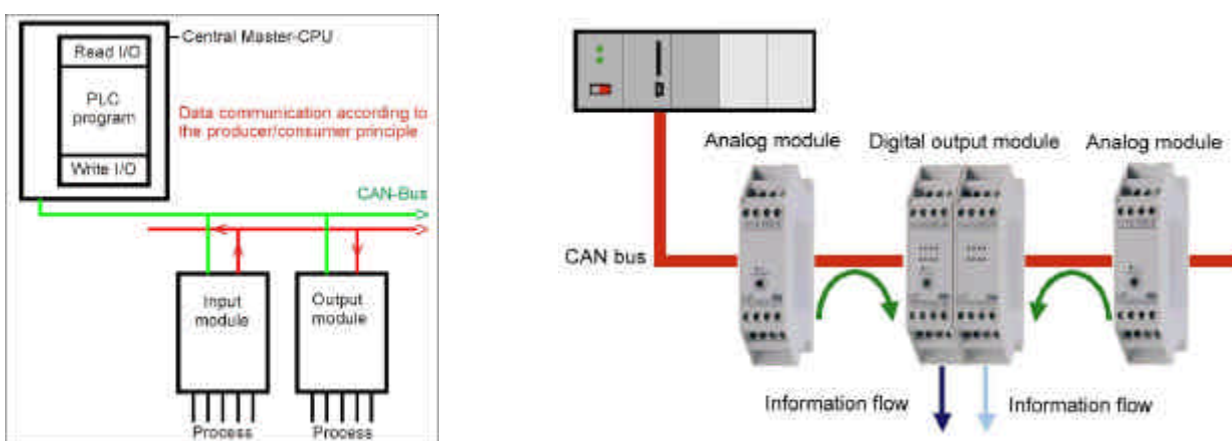 Central Master-CPU
Read I/O
PLC
program
Write I/O
Data communication according to
the producer/consumer principle
CAN-Bus
Input
module
Output
module
Process
Process
Analog module
Digital output module
Analog module
CAN bus
Information flow
Information flow